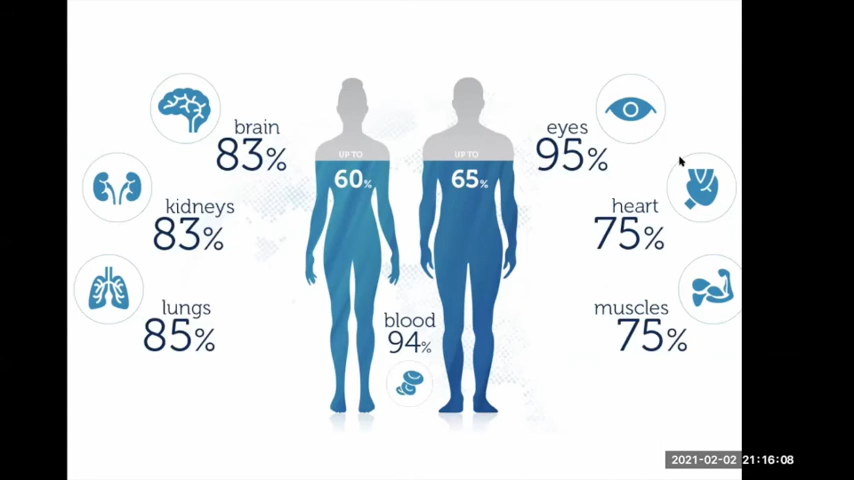 brain
83%
kidneys
83%
lungs
85%
UP TO
60%
UP TO
65%
blood
94%
eyes
95%
heart
75%
muscles
75%
2021-02-02 21:16:08